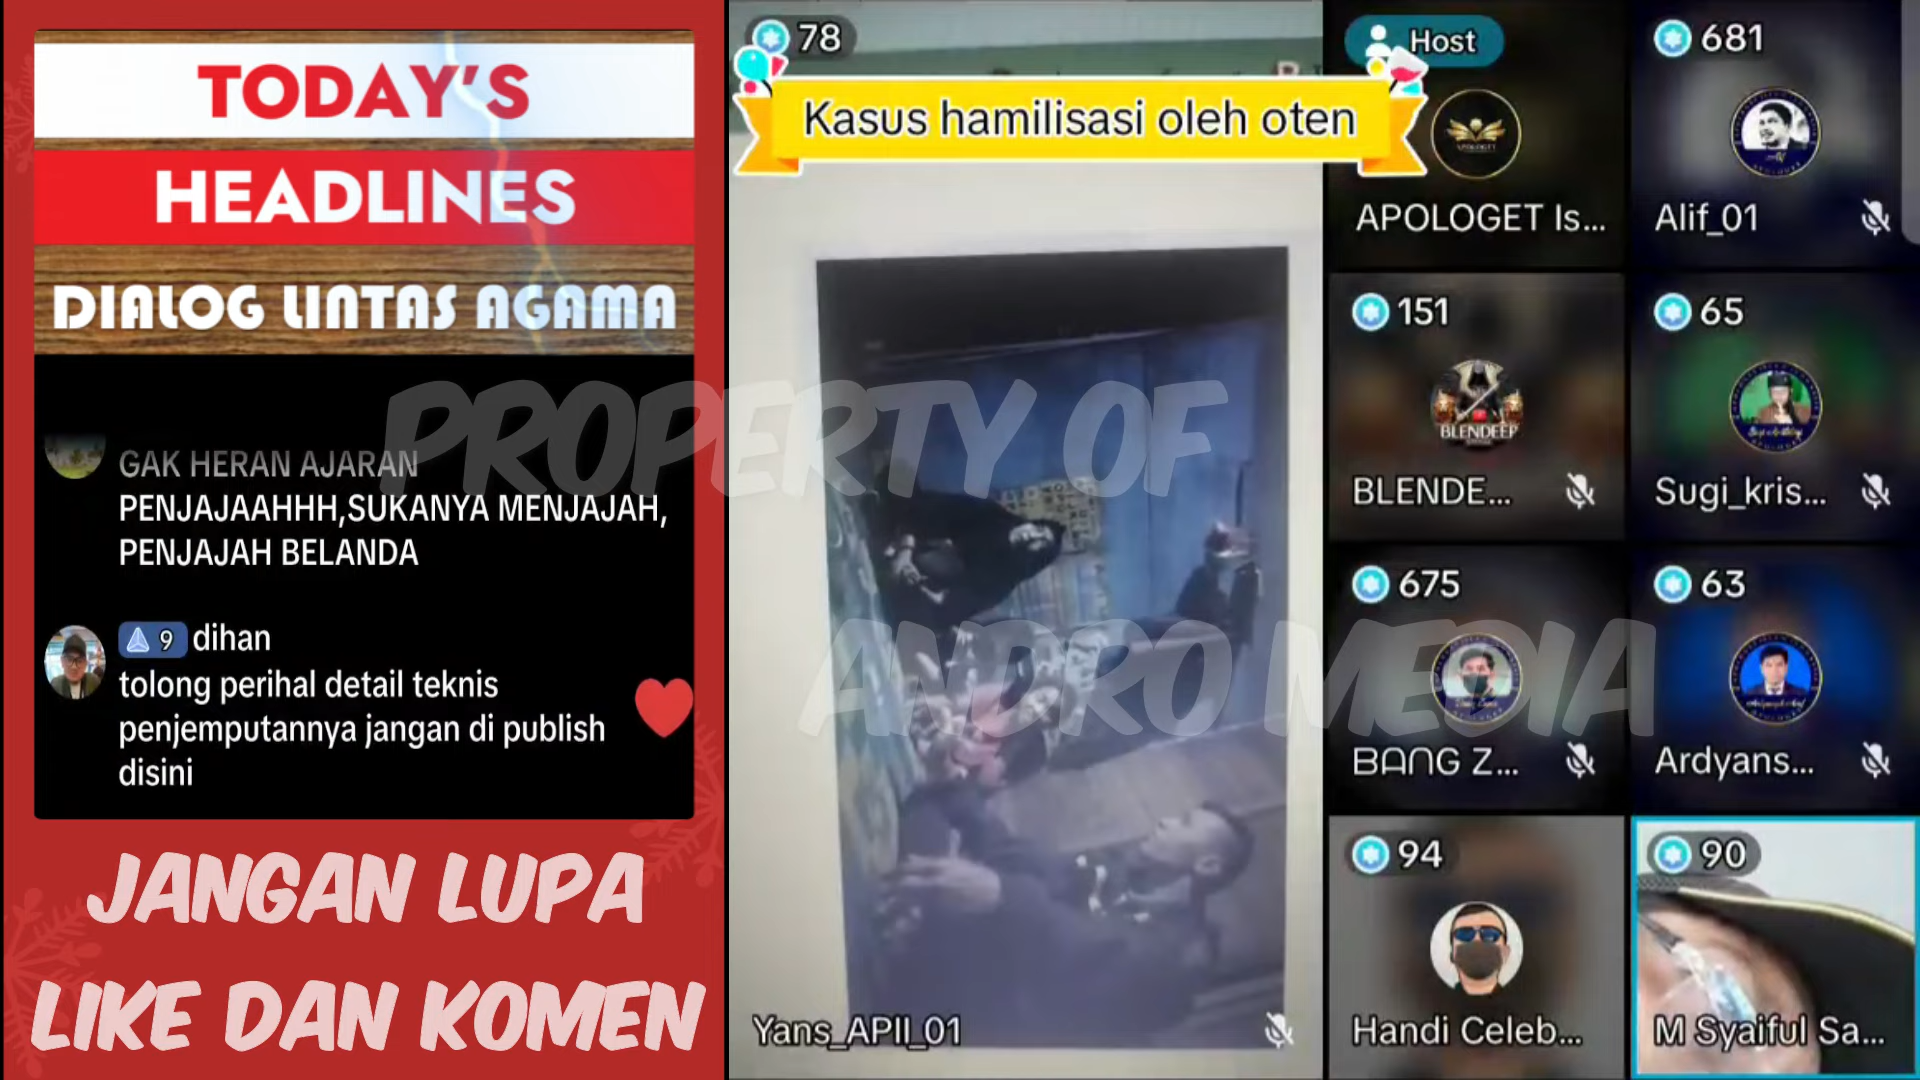 TODAY'S
HEADLINES
DIALOG LINTAS AGAMA
GAK HERAN AJARAN
PENJAJAAHHH,SUKANYA MENJAJAH,
PENJAJAH BELANDA
9 dihan
tolong perihal detail teknis
penjemputannya jangan di publish
disini
JANGAN LUPA
LIKE DAN KOMEN
78
Kasus hamilisasi oleh oten
Yans_APII_01
PROPERTY OF
ANDRO MEDIA
Host
APOLOGET Is...
681
Alif_01
151
BLENDEEP
BLENDE...
65
Sugi_kris...
675
BANG Z...
63
Ardyans...
94
Handi Celeb...
90
M Syaiful Sa...